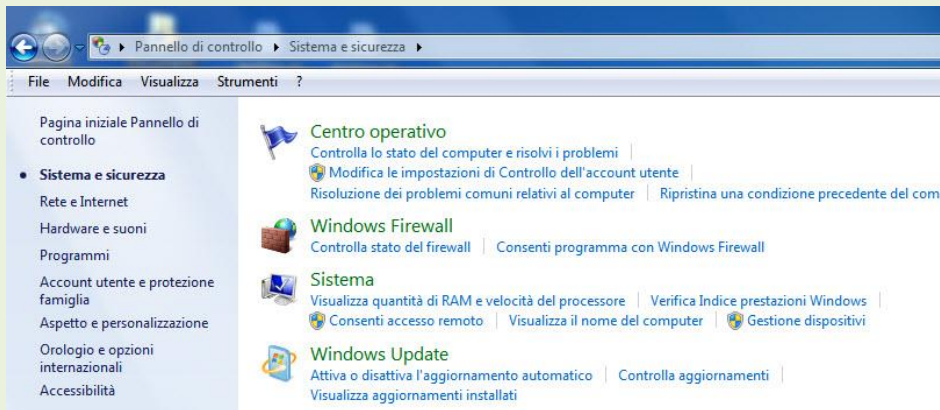 Pannello di controllo Sistema e sicurezza
File Modifica Visualizza Strumenti ?
Pagina iniziale Pannello di
controllo
Sistema e sicurezza
Rete e Internet
Hardware e suoni
Programmi
Account utente e protezione
famiglia
Aspetto e personalizzazione
Orologio e opzioni
internazionali
Accessibilità
Centro operativo
Controlla lo stato del computer e risolvi i problemi
Modifica le impostazioni di Controllo dell'account utente
Risoluzione dei problemi comuni relativi al computer Ripristina una condizione precedente del com
Windows Firewall
Controlla stato del firewall Consenti programma con Windows Firewall
Sistema
Visualizza quantità di RAM e velocità del processore Verifica Indice prestazioni Windows
Consenti accesso remoto Visualizza il nome del computer Gestione dispositivi
Windows Update
Attiva o disattiva l'aggiornamento automatico Controlla aggiornamenti
Visualizza aggiornamenti installati